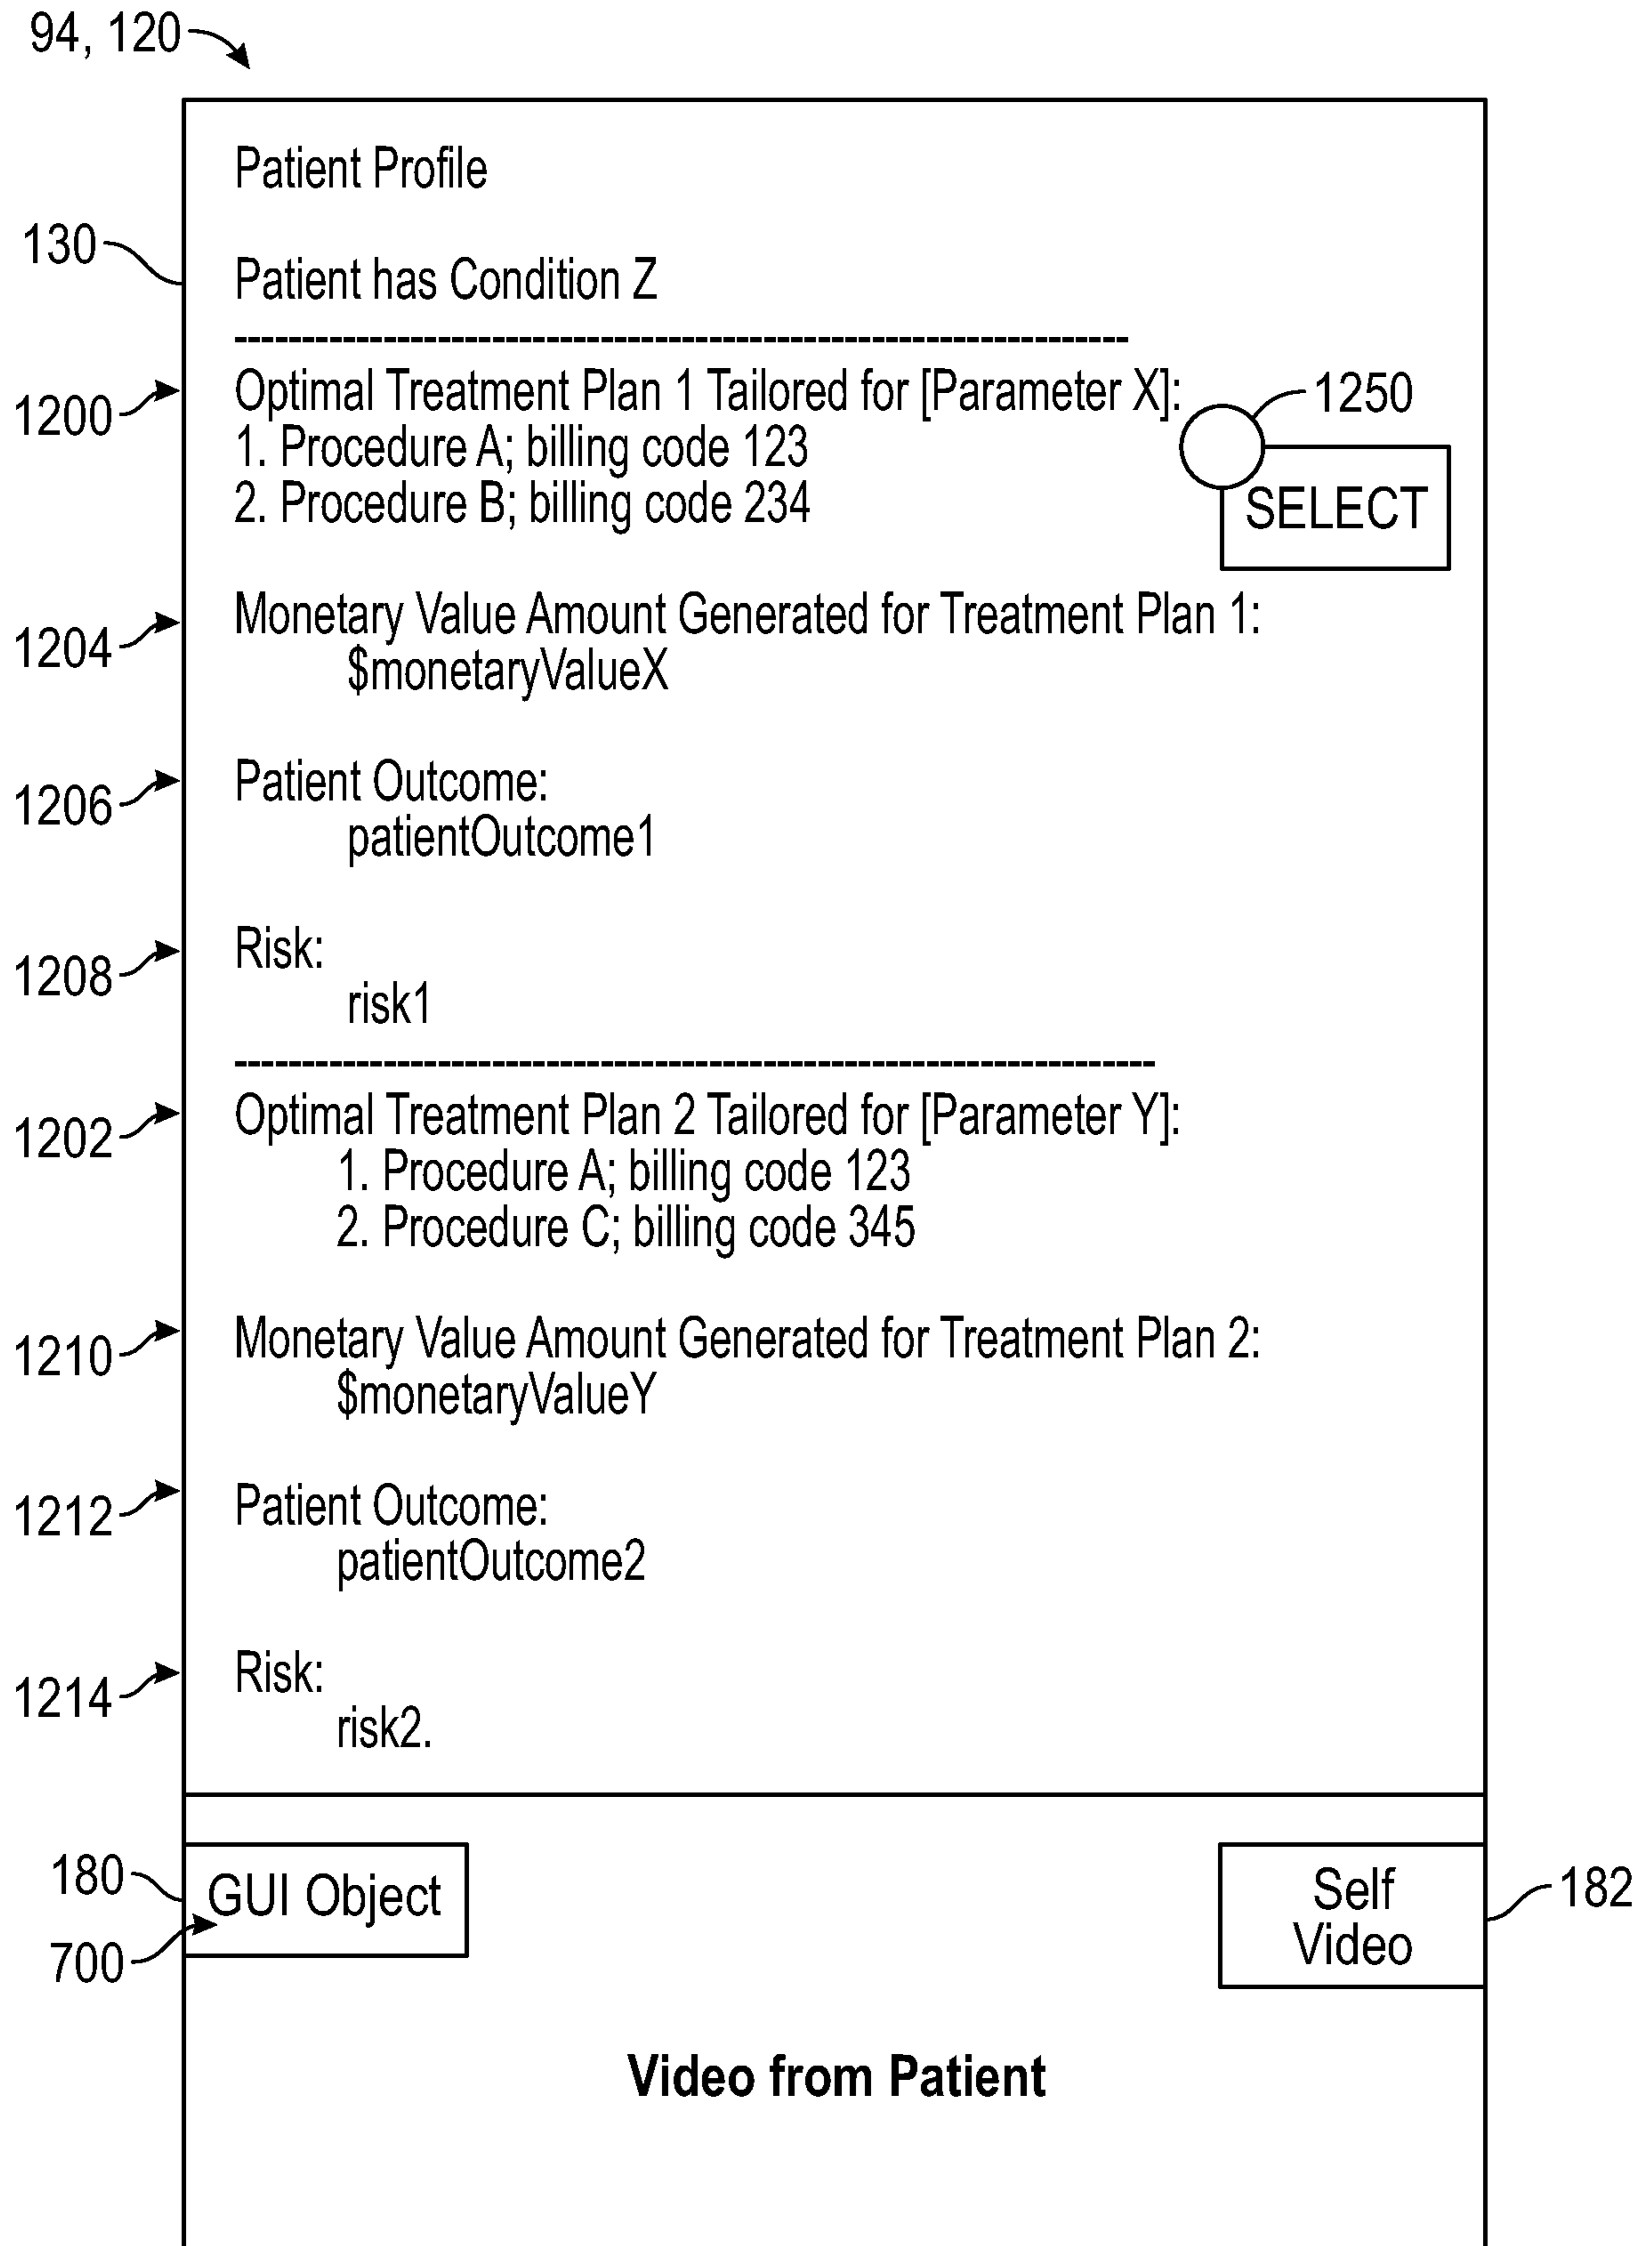 94, 120
Patient Profile
130
Patient has Condition Z
--------------------------------------------------------------------
1200
Optimal Treatment Plan 1 Tailored for [Parameter X]:
1250
1. Procedure A; billing code 123
2. Procedure B; billing code 234
SELECT
1204
Monetary Value Amount Generated for Treatment Plan 1:
$monetaryValueX
1206
Patient Outcome:
patientOutcome1
1208
Risk:
risk1
----------------------------------------------------------------------
1202
Optimal Treatment Plan 2 Tailored for [Parameter Y]:
1. Procedure A; billing code 123
2. Procedure C; billing code 345
1210
Monetary Value Amount Generated for Treatment Plan 2:
$monetaryValueY
1212
Patient Outcome:
patientOutcome2
1214
Risk:
risk2.
180
GUI Object
700
Self
Video
182
Video from Patient